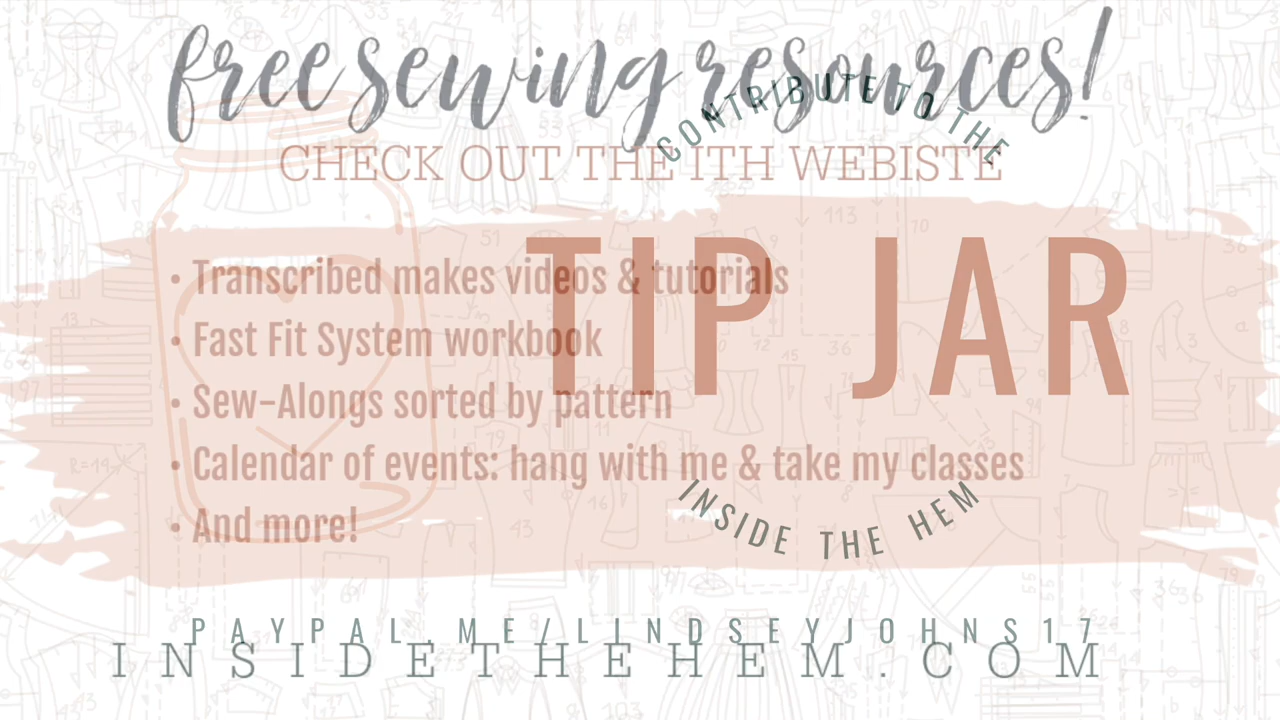 free sewing resources!
CONTRIBUTE TO THE
CHECK OUT THE ITH WEBISTE
TIP JAR
• Transcribed makes videos & tutorials
• Fast Fit System workbook
• Sew-Alongs sorted by pattern
• Calendar of events: hang with me & take my classes
• And more!
INSIDE THE HEM
PAYPAL.ME/LINDSEYJOHNS17
INSIDETHEHEM.COM